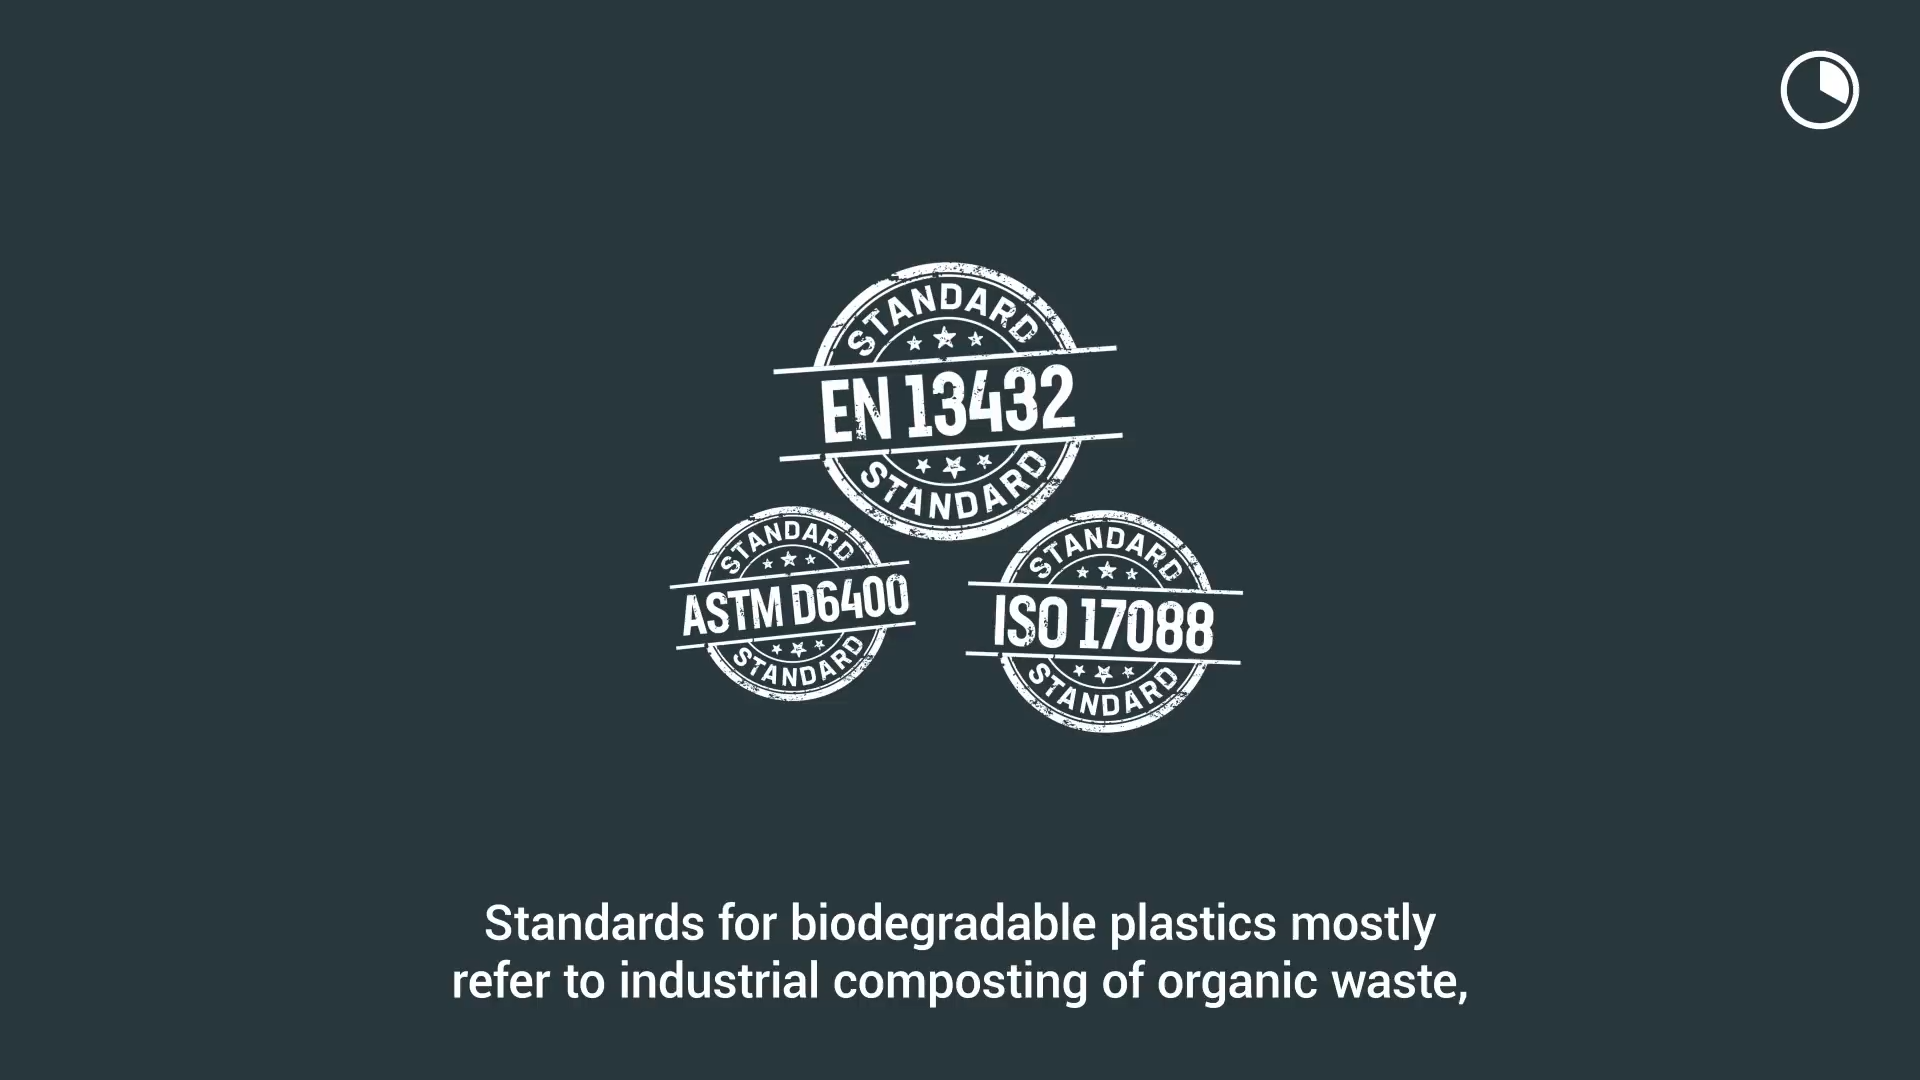 STANDARD
EN 13432
STANDARD
STANDARD
ASTM D6400
STANDARD
STANDARD
ISO 17088
STANDARD
Standards for biodegradable plastics mostly
refer to industrial composting of organic waste,